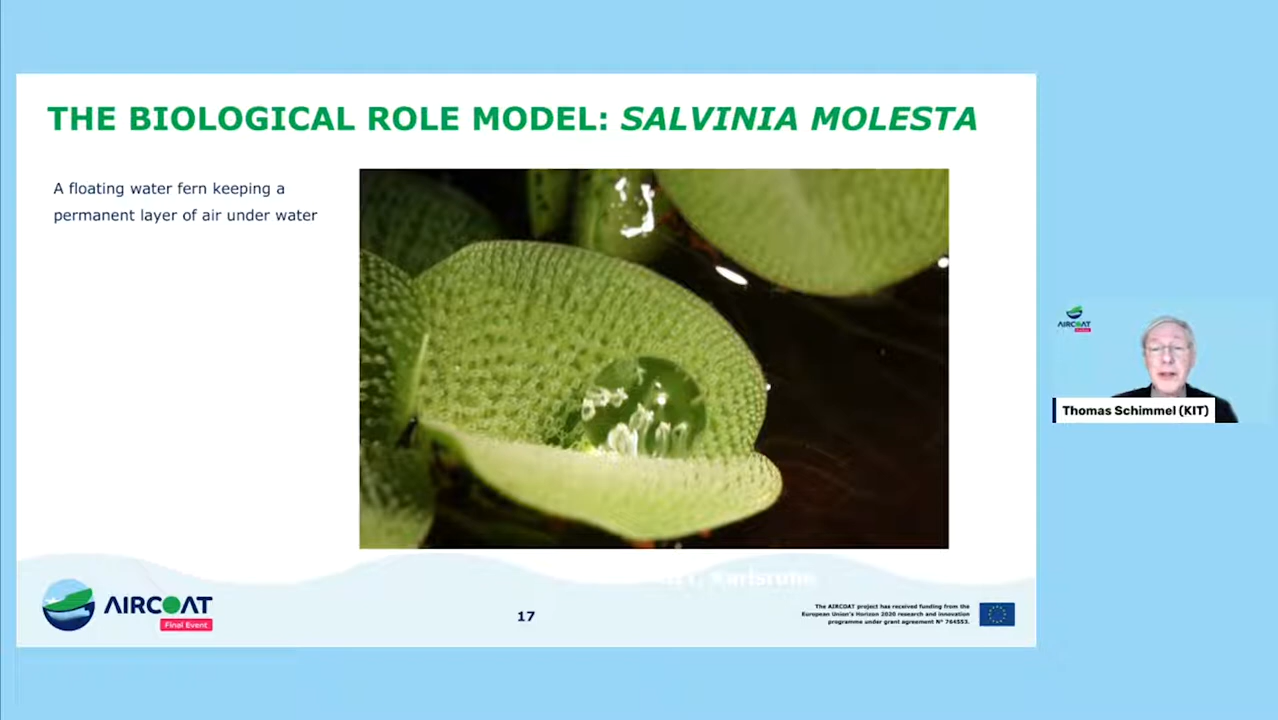 THE BIOLOGICAL ROLE MODEL: SALVINIA MOLESTA
A floating water fern keeping a
permanent layer of air under water
AIRCOAT
Thomas Schimmel (KIT)
Karlsruhe
AIRCOAT
Final Event
17
The AIRCOAT project has received funding from the
European Union's Horizon 2020 research and innovation
programme under grant agreement N° 764553.